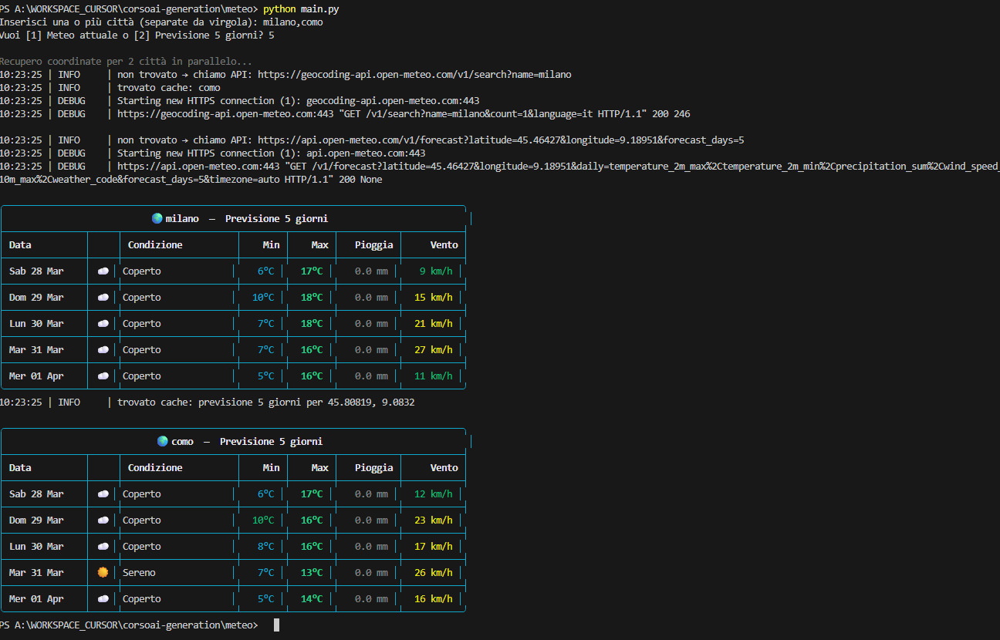 PS A:\WORKSPACE_CURSOR\corsoai-generation\meteo> python main.py
Inserisci una o più città (separate da virgola): milano,como
Vuoi [1] Meteo attuale o [2] Previsione 5 giorni? 5
Recupero coordinate per 2 città in parallelo...
10:23:25 | INFO     | non trovato → chiamo API: https://geocoding-api.open-meteo.com/v1/search?name=milano
10:23:25 | INFO     | trovato cache: como
10:23:25 | DEBUG    | Starting new HTTPS connection (1): geocoding-api.open-meteo.com:443
10:23:25 | DEBUG    | https://geocoding-api.open-meteo.com:443 "GET /v1/search?name=milano&count=1&language=it HTTP/1.1" 200 246
10:23:25 | INFO     | non trovato → chiamo API: https://api.open-meteo.com/v1/forecast?latitude=45.46427&longitude=9.18951&forecast_days=5
10:23:25 | DEBUG    | Starting new HTTPS connection (1): api.open-meteo.com:443
10:23:25 | DEBUG    | https://api.open-meteo.com:443 "GET /v1/forecast?latitude=45.46427&longitude=9.18951&daily=temperature_2m_max%2Ctemperature_2m_min%2Cprecipitation_sum%2Cwind_speed_
10m_max%2Cweather_code&forecast_days=5&timezone=auto HTTP/1.1" 200 None
milano — Previsione 5 giorni
Data Condizione Min Max Pioggia Vento
Sab 28 Mar Coperto 6°C 17°C 0.0 mm 9 km/h
Dom 29 Mar Coperto 10°C 18°C 0.0 mm 15 km/h
Lun 30 Mar Coperto 7°C 18°C 0.0 mm 21 km/h
Mar 31 Mar Coperto 7°C 16°C 0.0 mm 27 km/h
Mer 01 Apr Coperto 5°C 16°C 0.0 mm 11 km/h
10:23:25 | INFO     | trovato cache: previsione 5 giorni per 45.80819, 9.0832
como — Previsione 5 giorni
Data Condizione Min Max Pioggia Vento
Sab 28 Mar Coperto 6°C 17°C 0.0 mm 12 km/h
Dom 29 Mar Coperto 10°C 16°C 0.0 mm 23 km/h
Lun 30 Mar Coperto 8°C 16°C 0.0 mm 17 km/h
Mar 31 Mar Sereno 7°C 13°C 0.0 mm 26 km/h
Mer 01 Apr Coperto 5°C 14°C 0.0 mm 16 km/h
PS A:\WORKSPACE_CURSOR\corsoai-generation\meteo>